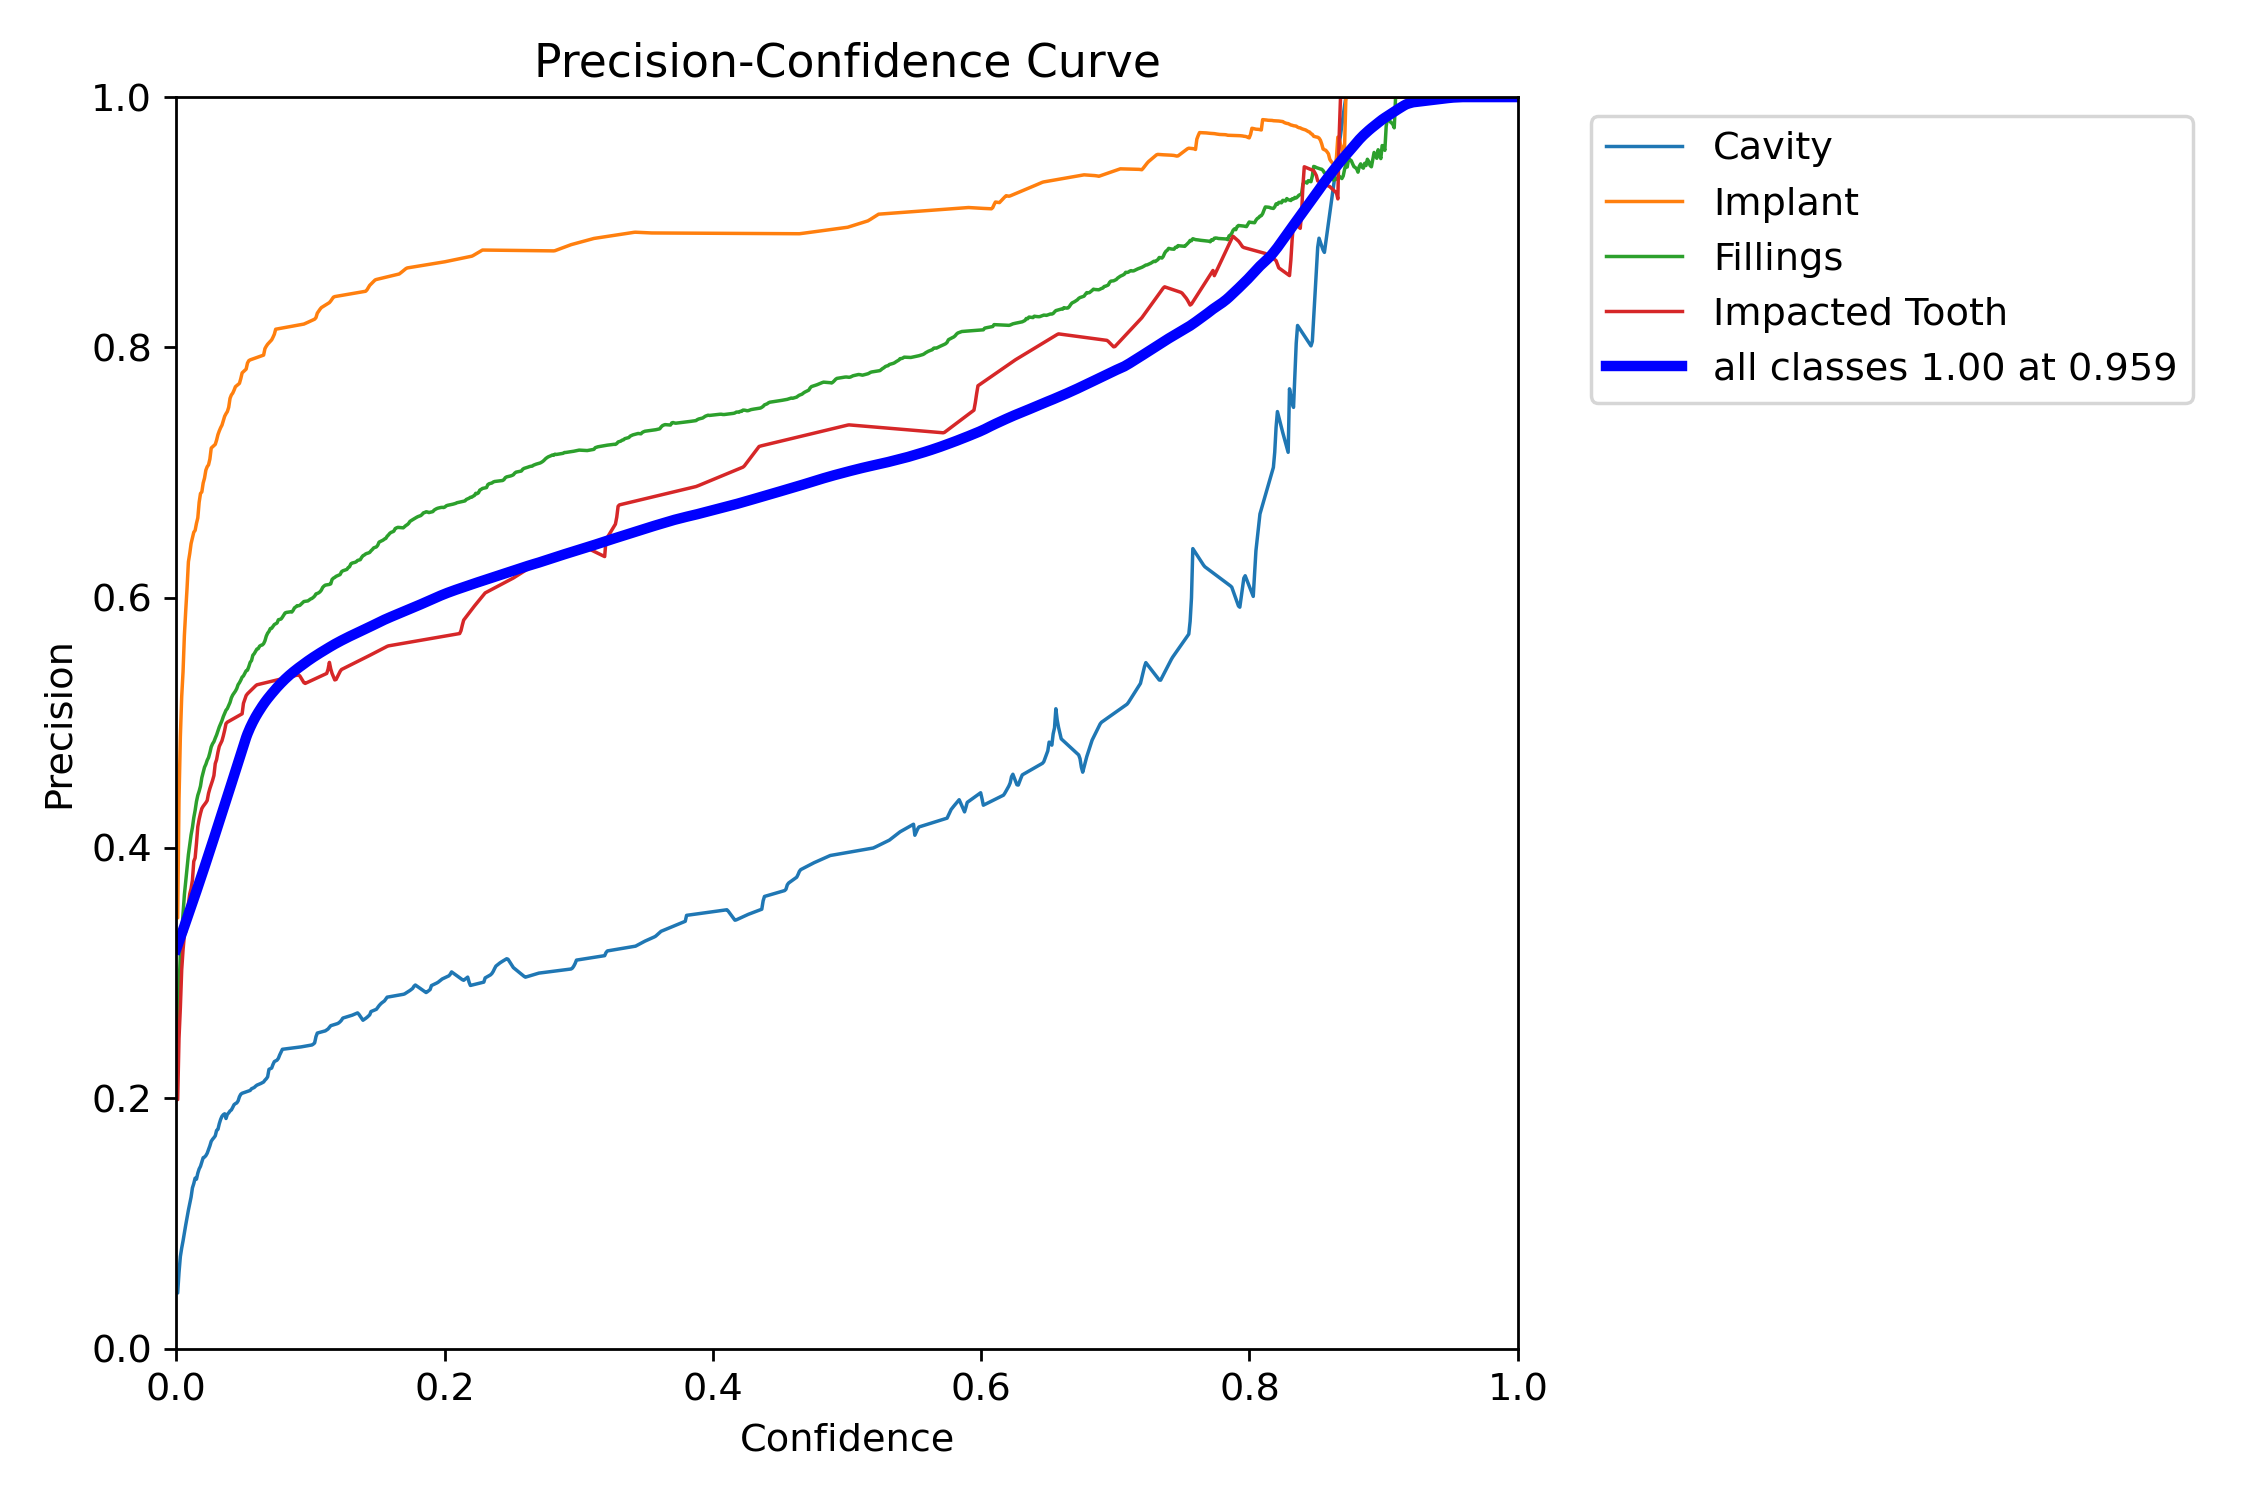 Precision-Confidence Curve
1.0
0.8
0.6
0.4
0.2
0.0
Precision
0.0 0.2 0.4 0.6 0.8 1.0
Confidence
Cavity
Implant
Fillings
Impacted Tooth
all classes 1.00 at 0.959